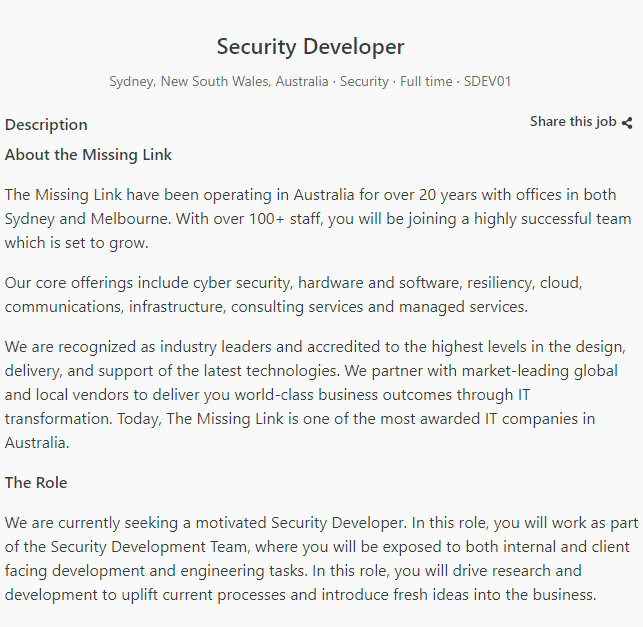 Security Developer
Sydney, New South Wales, Australia · Security · Full time · SDEV01
Description
Share this job
About the Missing Link
The Missing Link have been operating in Australia for over 20 years with offices in both
Sydney and Melbourne. With over 100+ staff, you will be joining a highly successful team
which is set to grow.
Our core offerings include cyber security, hardware and software, resiliency, cloud,
communications, infrastructure, consulting services and managed services.
We are recognized as industry leaders and accredited to the highest levels in the design,
delivery, and support of the latest technologies. We partner with market-leading global
and local vendors to deliver you world-class business outcomes through IT
transformation. Today, The Missing Link is one of the most awarded IT companies in
Australia.
The Role
We are currently seeking a motivated Security Developer. In this role, you will work as part
of the Security Development Team, where you will be exposed to both internal and client
facing development and engineering tasks. In this role, you will drive research and
development to uplift current processes and introduce fresh ideas into the business.